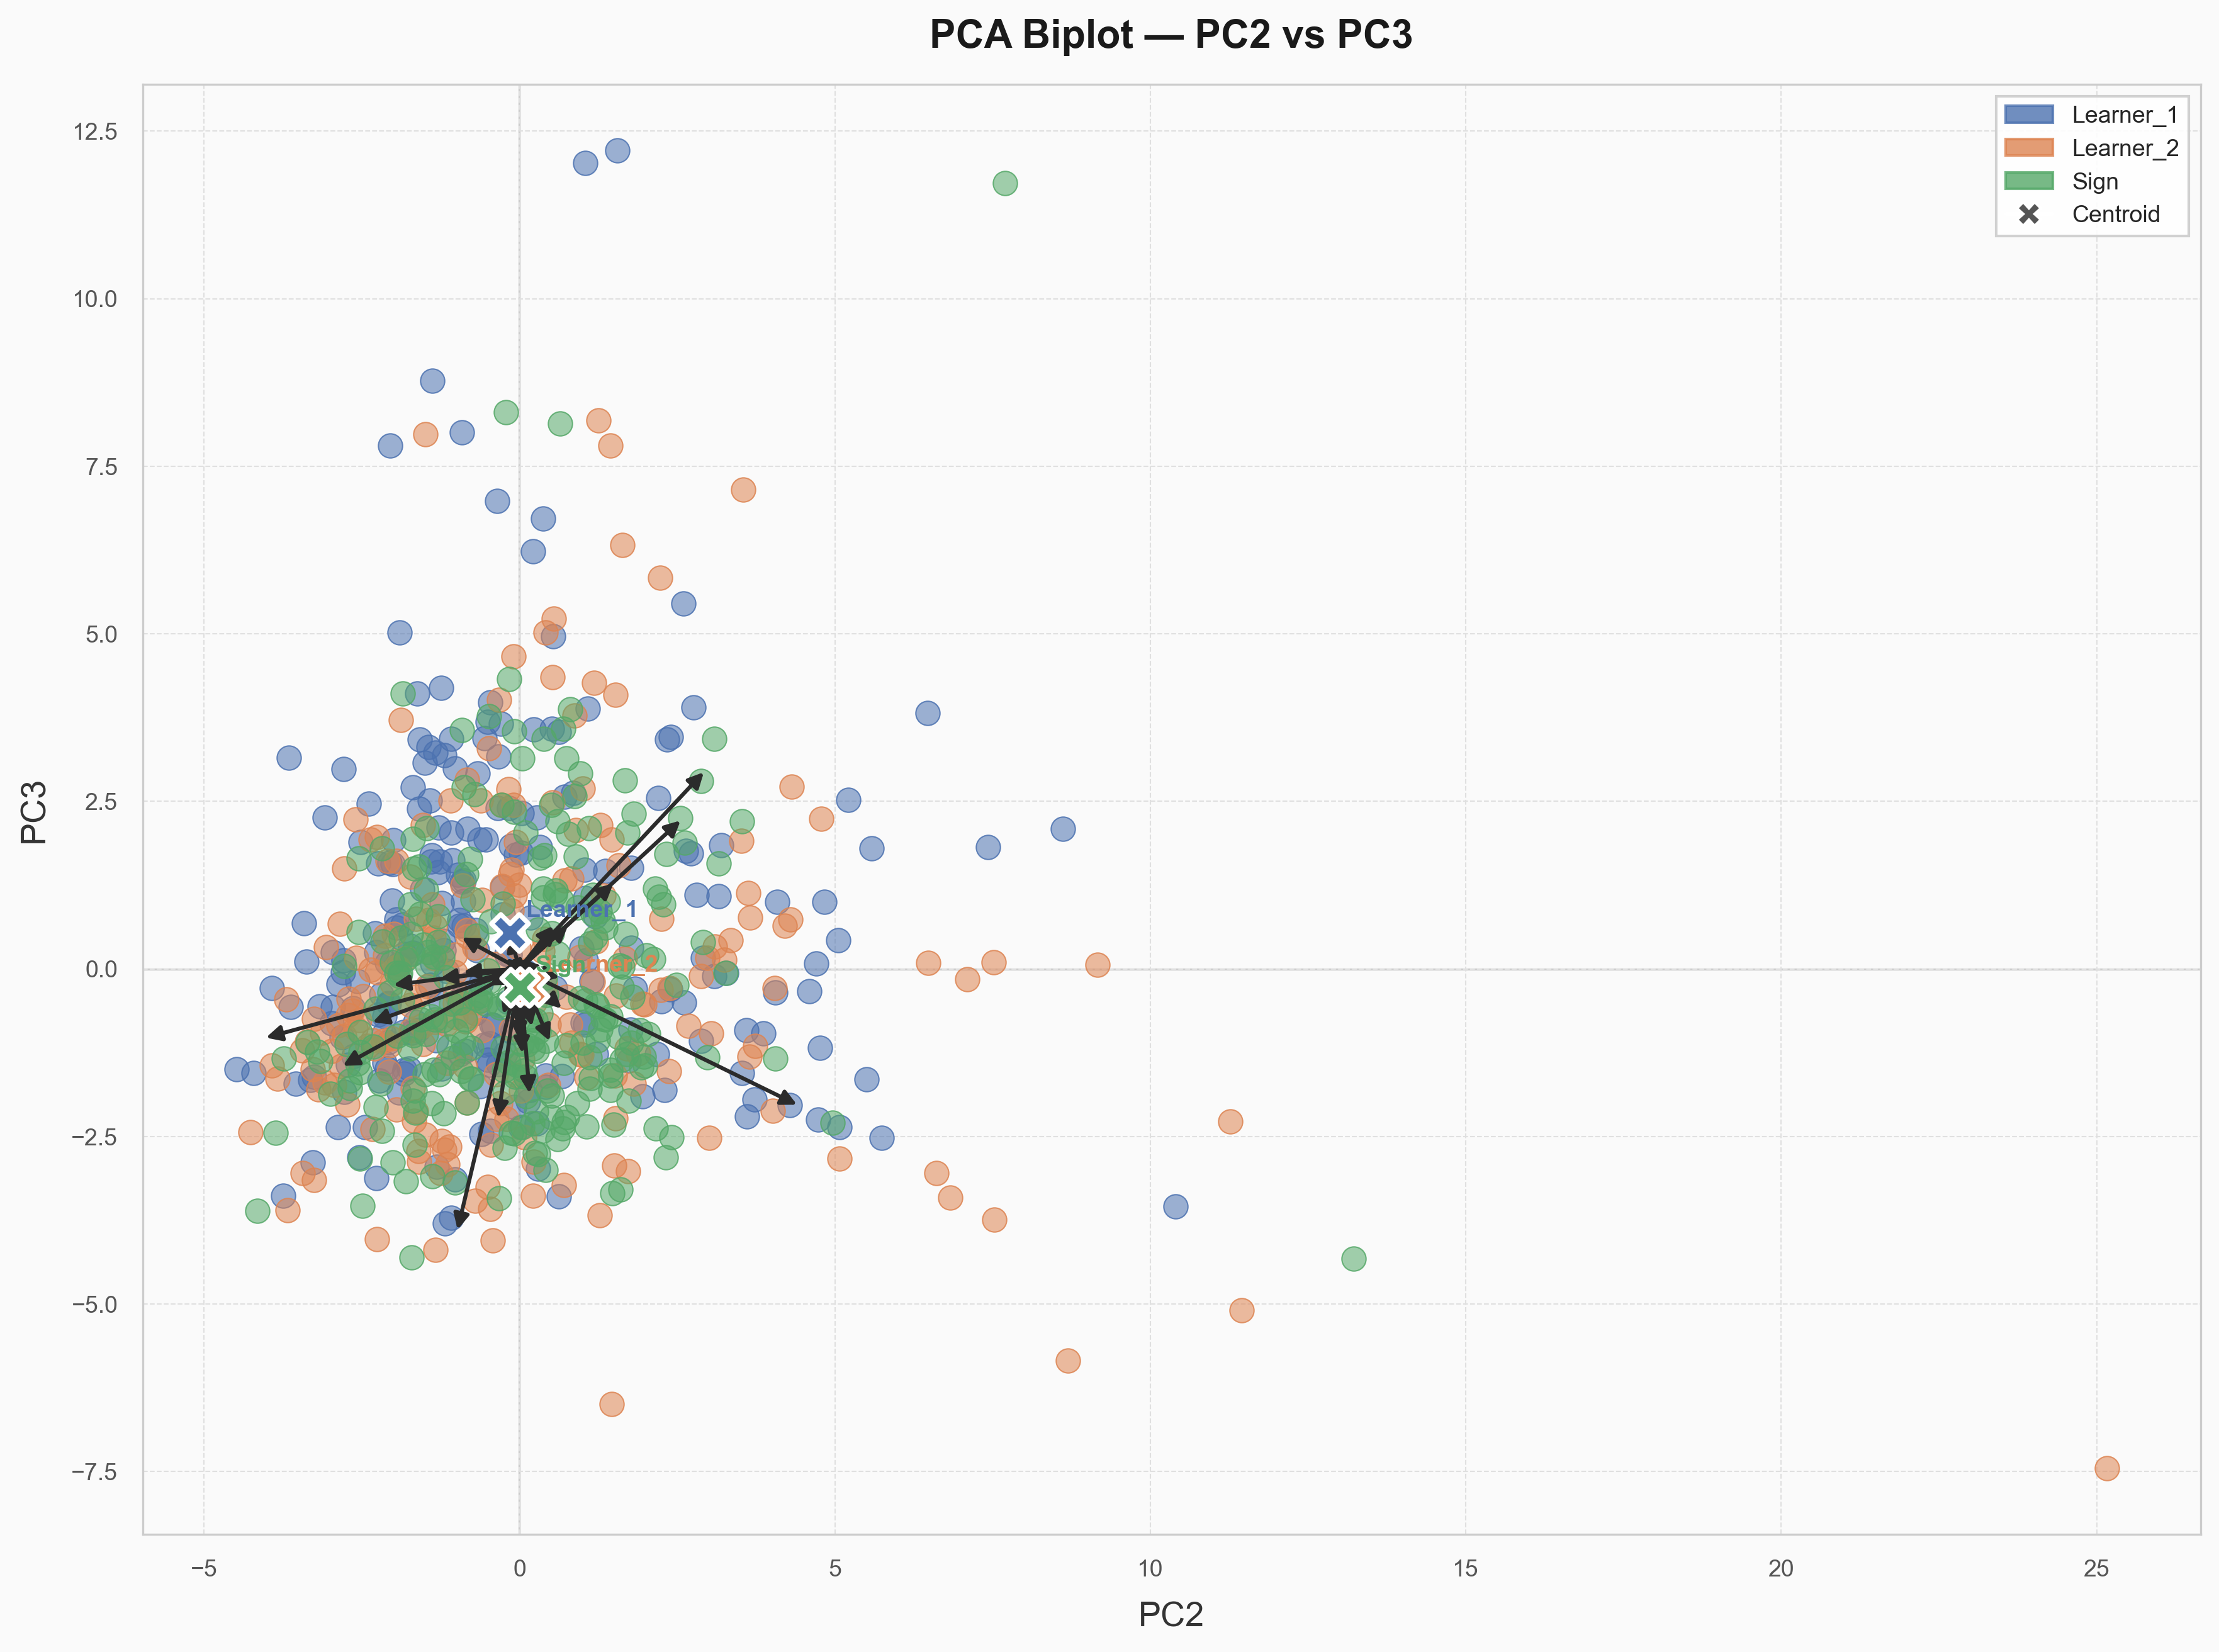 PCA Biplot — PC2 vs PC3
Learner_1
Learner_2
Sign
Centroid
PC3
12.5
10.0
7.5
5.0
2.5
0.0
−2.5
−5.0
−7.5
Learner_1
Sign
−5
0
5
10
15
20
25
PC2